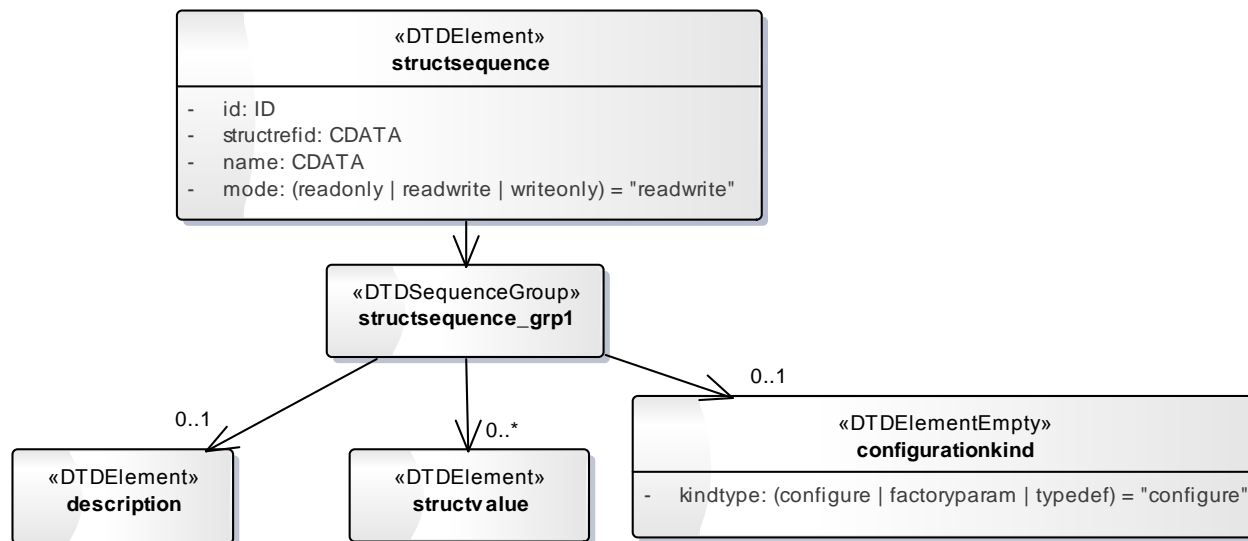 «DTDElement»
structsequence
- id: ID
- structrefid: CDATA
- name: CDATA
- mode: (readonly | readwrite | writeonly) = "readwrite"
«DTDSequenceGroup»
structsequence_grp1
0..1
0..*
0..1
«DTDElement»
description
«DTDElement»
structvalue
«DTDElementEmpty»
configurationkind
- kindtype: (configure | factoryparam | typedef) = "configure"